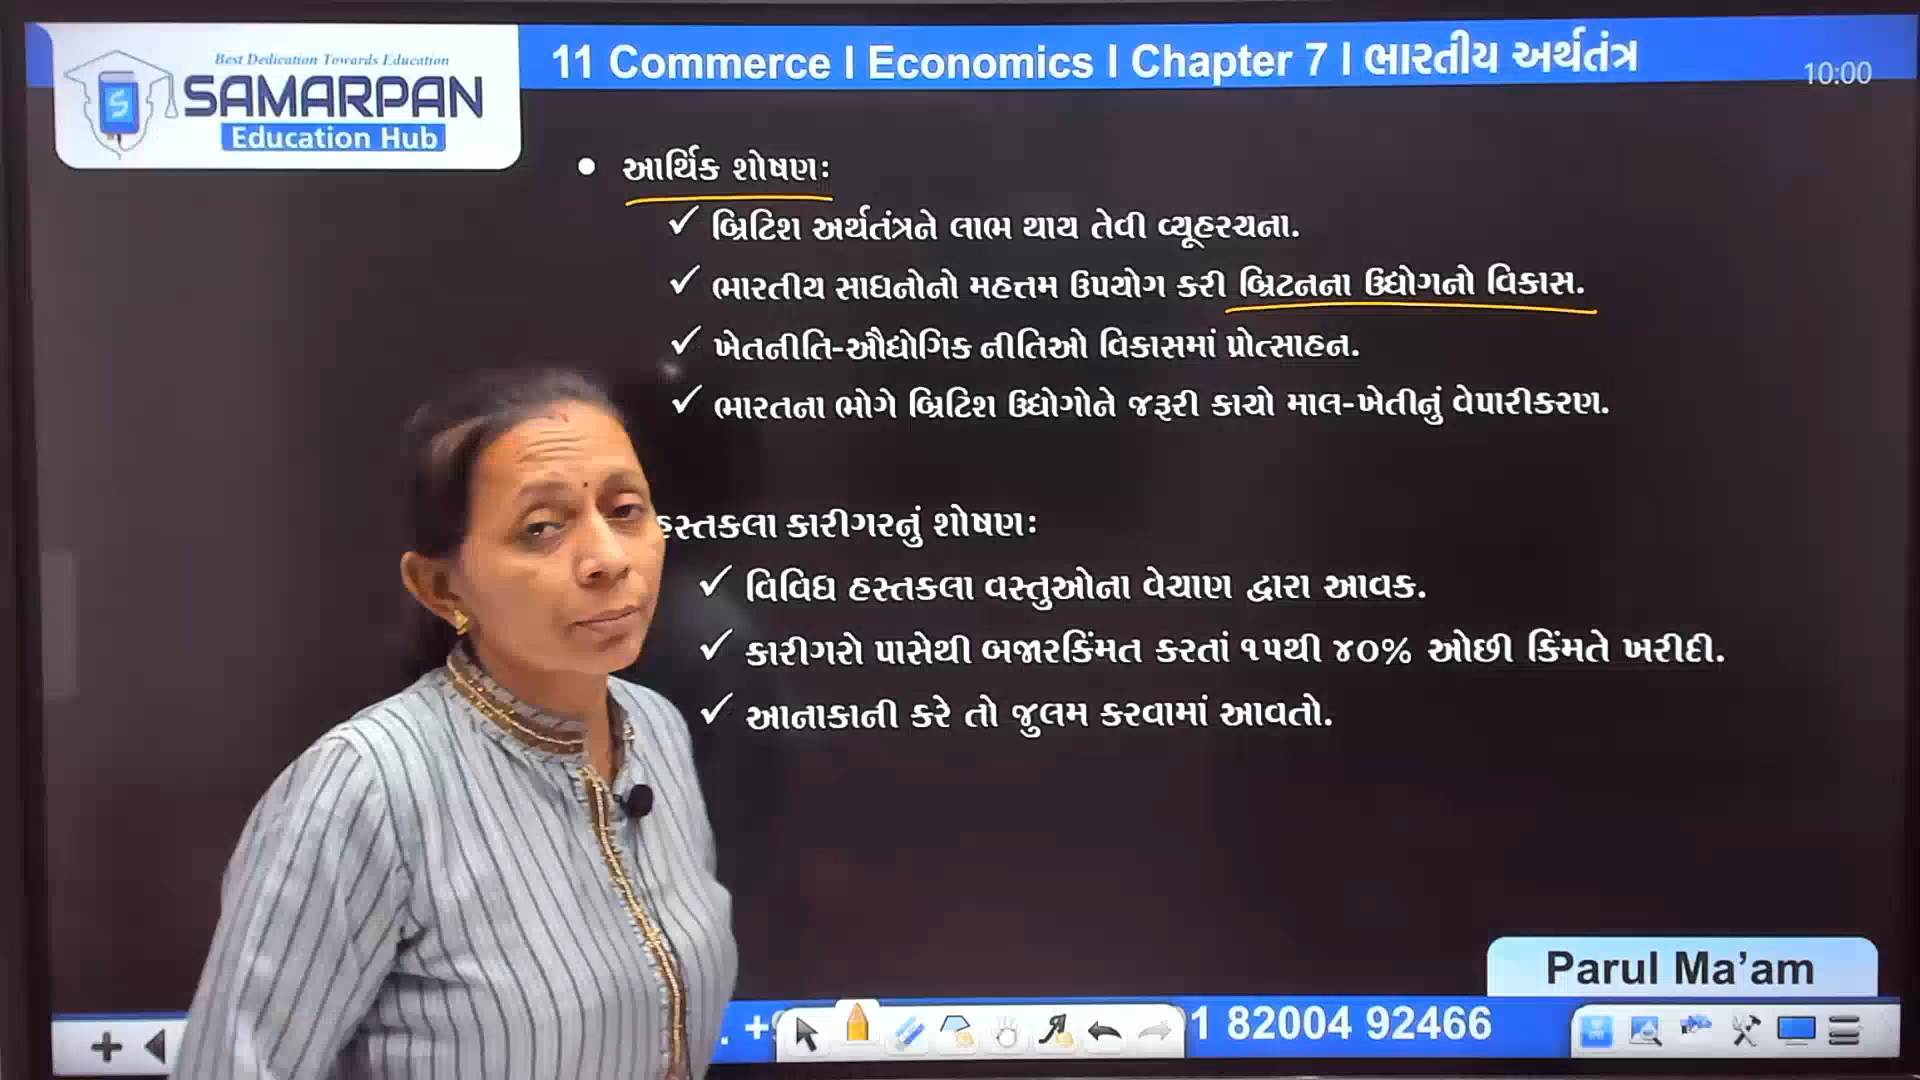 Best Dedication Towards Education
SAMARPAN
Education Hub
11 Commerce I Economics I Chapter 7 I ભારતીય અર્થતંત્ર
10:00
• આર્થિક શોષણઃ
✓ બ્રિટિશ અર્થતંત્રને લાભ થાય તેવી વ્યૂહરચના.
✓ ભારતીય સાધનોનો મહત્તમ ઉપયોગ કરી બ્રિટનના ઉદ્યોગનો વિકાસ.
✓ ખેતનીતિ-ઔદ્યોગિક નીતિઓ વિકાસમાં પ્રોત્સાહન.
✓ ભારતના ભોગે બ્રિટિશ ઉદ્યોગોને જરૂરી કાચો માલ-ખેતીનું વેપારીકરણ.
હસ્તકલા કારીગરનું શોષણઃ
✓ વિવિધ હસ્તકલા વસ્તુઓના વેચાણ દ્વારા આવક.
✓ કારીગરો પાસેથી બજારકિંમત કરતાં ૧૫થી ૪૦% ઓછી કિંમતે ખરીદી.
✓ આનાકાની કરે તો જુલમ કરવામાં આવતો.
Parul Ma’am
1 82004 92466